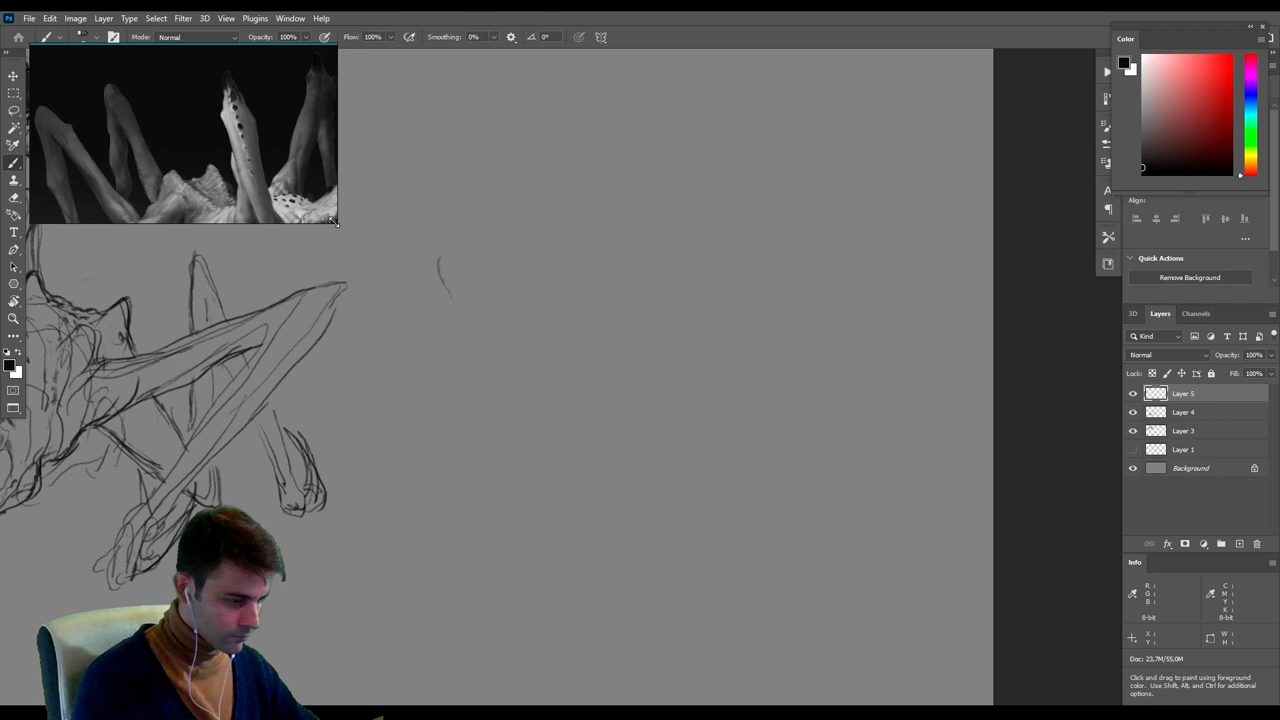 Ps File Edit Image Layer Type Select Filter 3D View Plugins Window Help
Mode: Normal Opacity: 100% Flow: 100% Smoothing: 0% 0°
Color
Align:
Quick Actions
Remove Background
3D Layers Channels
Kind
Normal Opacity: 100%
Lock: Fill: 100%
Layer 5
Layer 4
Layer 3
Layer 1
Background
fx
Info
R : C :
G : M :
B : Y :
K :
8-bit 8-bit
X : W :
Y : H :
Doc: 23,7M/55,0M
Click and drag to paint using foreground
color. Use Shift, Alt, and Ctrl for additional
options.